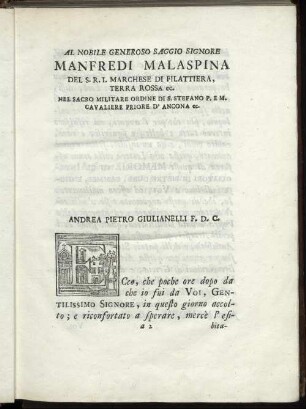 AL NOBILE GENEROSO SAGGIO SIGNORE
MANFREDI MALASPINA
DEL S. R. I. MARCHESE DI FILATTIERA,
TERRA ROSSA ec.
NEL SACRO MILITARE ORDINE DI S. STEFANO P. E M.
CAVALIERE PRIORE D' ANCONA ec.
ANDREA PIETRO GIULIANELLI F. D. C.
ECco, che poche ore dopo da
che io fui da VOI, GEN-
TILISSIMO SIGNORE, in questo giorno accol-
to; e riconfortato a sperare, mercè l' esi-
a 2 bita-